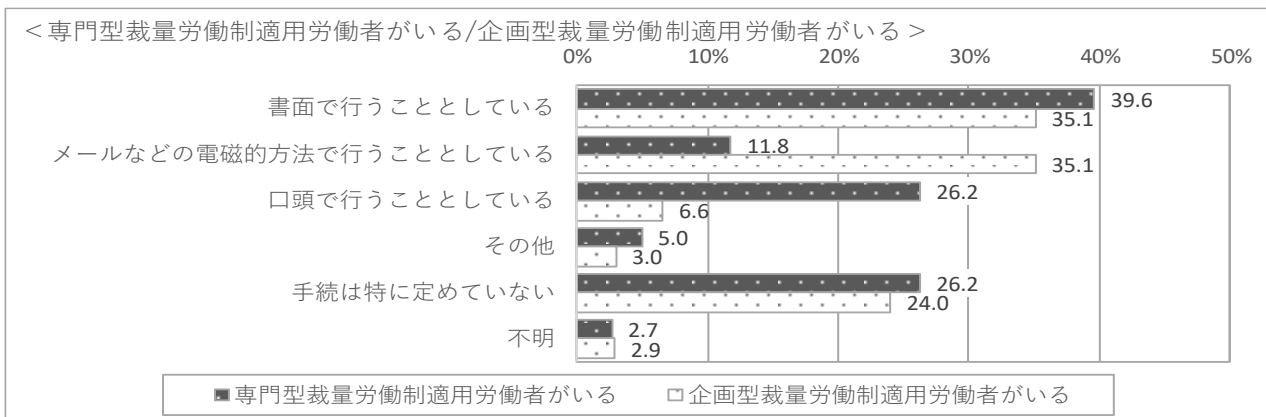 ＜専門型裁量労働制適用労働者がいる/企画型裁量労働制適用労働者がいる＞
0% 10% 20% 30% 40% 50%
書面で行うこととしている 39.6
35.1
メールなどの電磁的方法で行うこととしている 11.8
35.1
口頭で行うこととしている 26.2
6.6
その他 5.0
3.0
手続は特に定めていない 26.2
24.0
不明 2.7
2.9
専門型裁量労働制適用労働者がいる 企画型裁量労働制適用労働者がいる